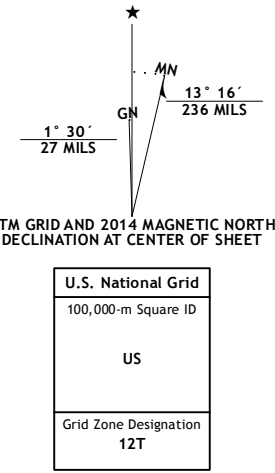 MN
GN
13° 16´
236 MILS
1° 30´
27 MILS
TM GRID AND 2014 MAGNETIC NORTH
DECLINATION AT CENTER OF SHEET
U.S. National Grid
100,000-m Square ID
US
Grid Zone Designation
12T